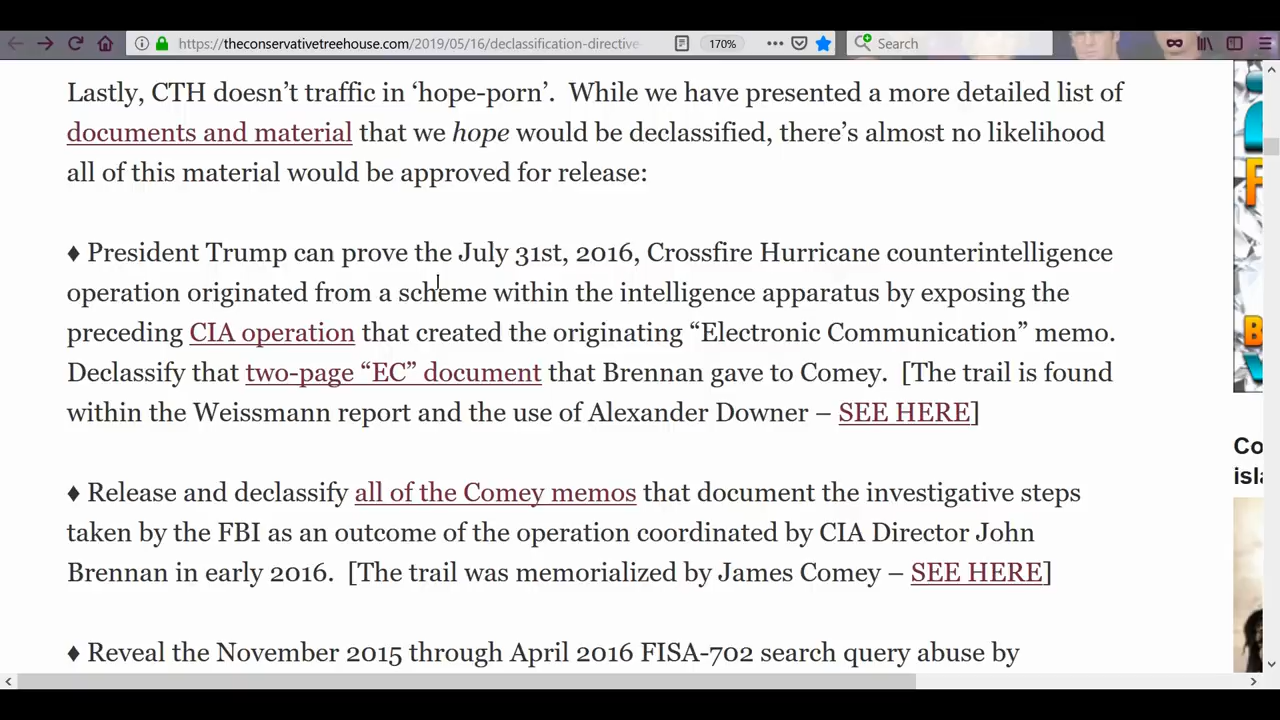 https://theconservativetreehouse.com/2019/05/16/declassification-directive
170%
Search
Lastly, CTH doesn’t traffic in ‘hope-porn’.  While we have presented a more detailed list of
documents and material that we hope would be declassified, there’s almost no likelihood
all of this material would be approved for release:
♦ President Trump can prove the July 31st, 2016, Crossfire Hurricane counterintelligence
operation originated from a scheme within the intelligence apparatus by exposing the
preceding CIA operation that created the originating “Electronic Communication” memo.
Declassify that two-page “EC” document that Brennan gave to Comey.  [The trail is found
within the Weissmann report and the use of Alexander Downer – SEE HERE]
♦ Release and declassify all of the Comey memos that document the investigative steps
taken by the FBI as an outcome of the operation coordinated by CIA Director John
Brennan in early 2016.  [The trail was memorialized by James Comey – SEE HERE]
♦ Reveal the November 2015 through April 2016 FISA-702 search query abuse by